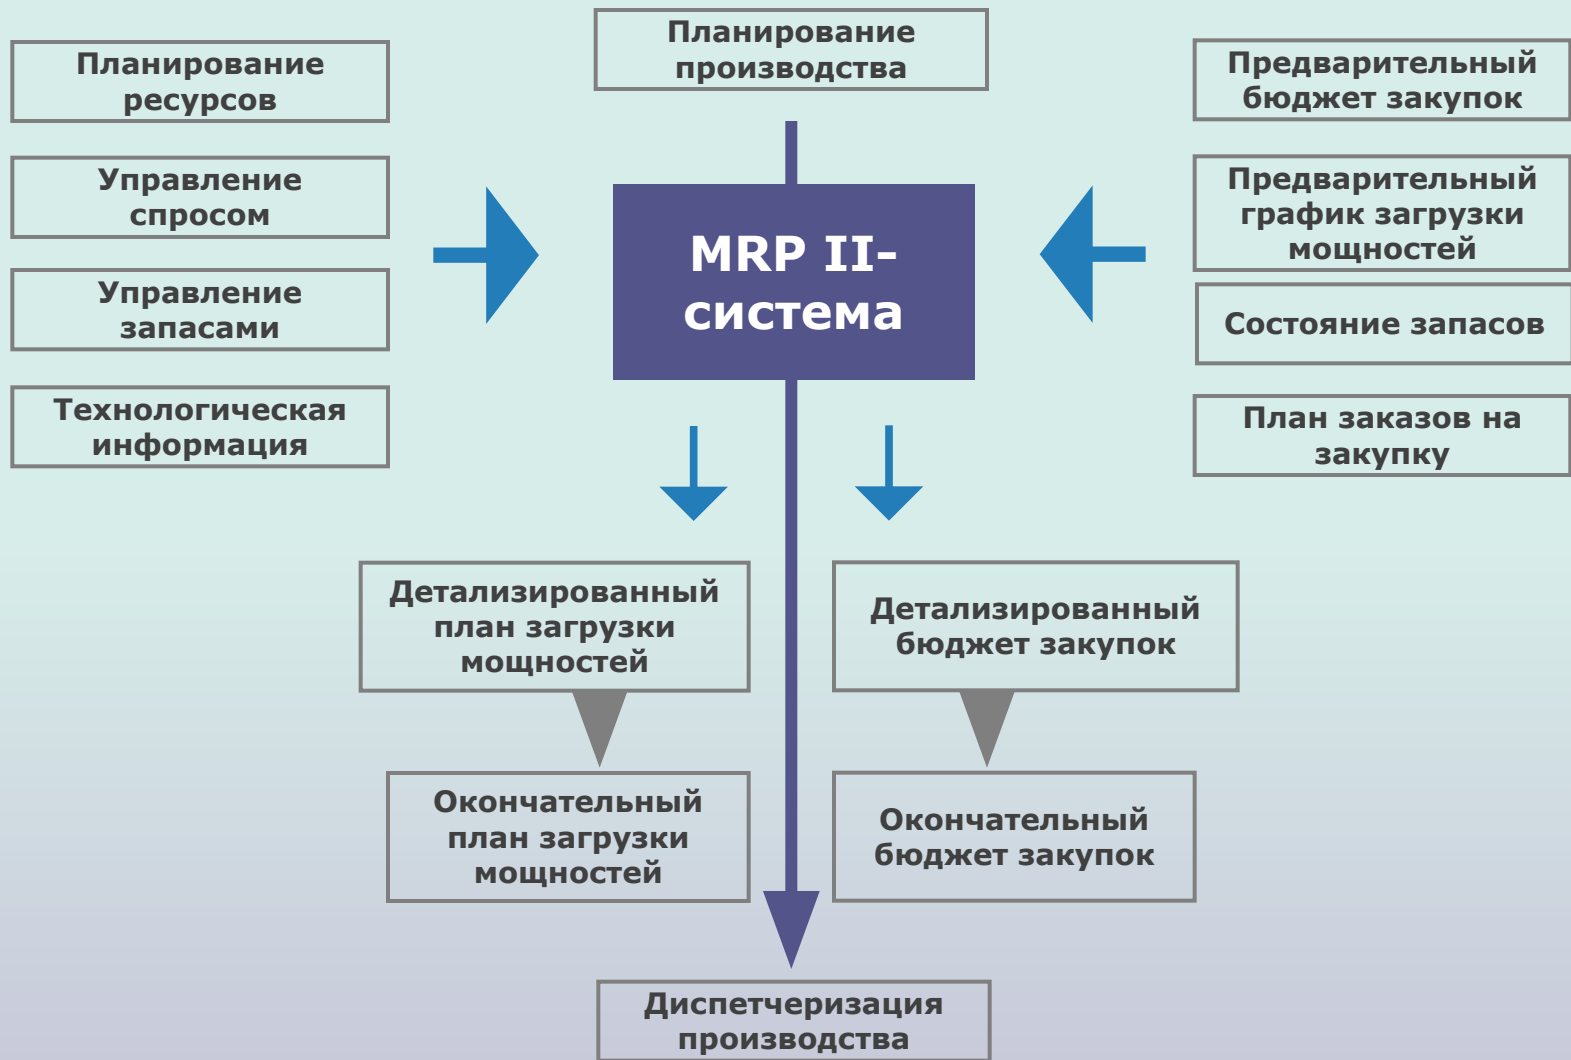 Планирование
производства
Планирование
ресурсов
Управление
спросом
Управление
запасами
Технологическая
информация
MRP II-
система
Предварительный
бюджет закупок
Предварительный
график загрузки
мощностей
Состояние запасов
План заказов на
закупку
Детализированный
план загрузки
мощностей
Детализированный
бюджет закупок
Окончательный
план загрузки
мощностей
Окончательный
бюджет закупок
Диспетчеризация
производства